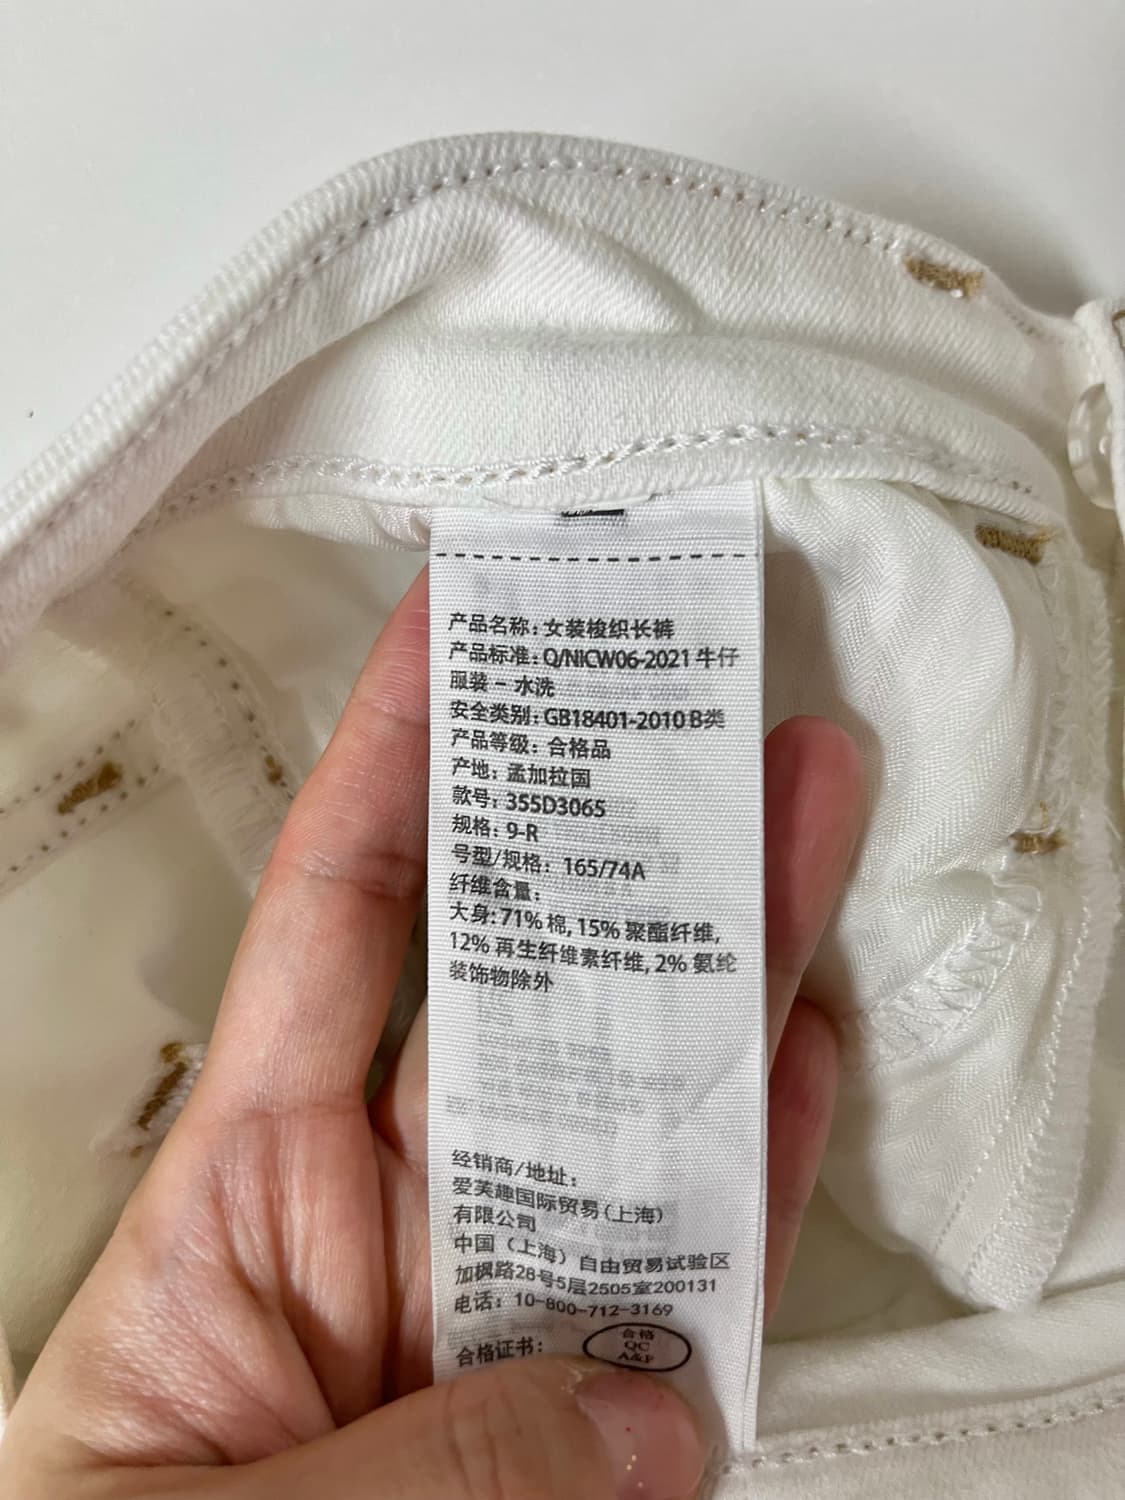 产品名称: 女装梭织长裤
产品标准: Q/NICW06-2021 牛仔
服装 - 水洗
安全类别: GB18401-2010 B类
产品等级: 合格品
产地: 孟加拉国
款号: 355D3065
规格: 9-R
号型/规格: 165/74A
纤维含量:
大身: 71% 棉, 15% 聚酯纤维,
12% 再生纤维素纤维, 2% 氨纶
装饰物除外
经销商/地址:
爱芙趣国际贸易(上海)
有限公司
中国（上海）自由贸易试验区
加枫路28号5层2505室200131
电话: 10-800-712-3169
合格证书:
合格
QC
A&F